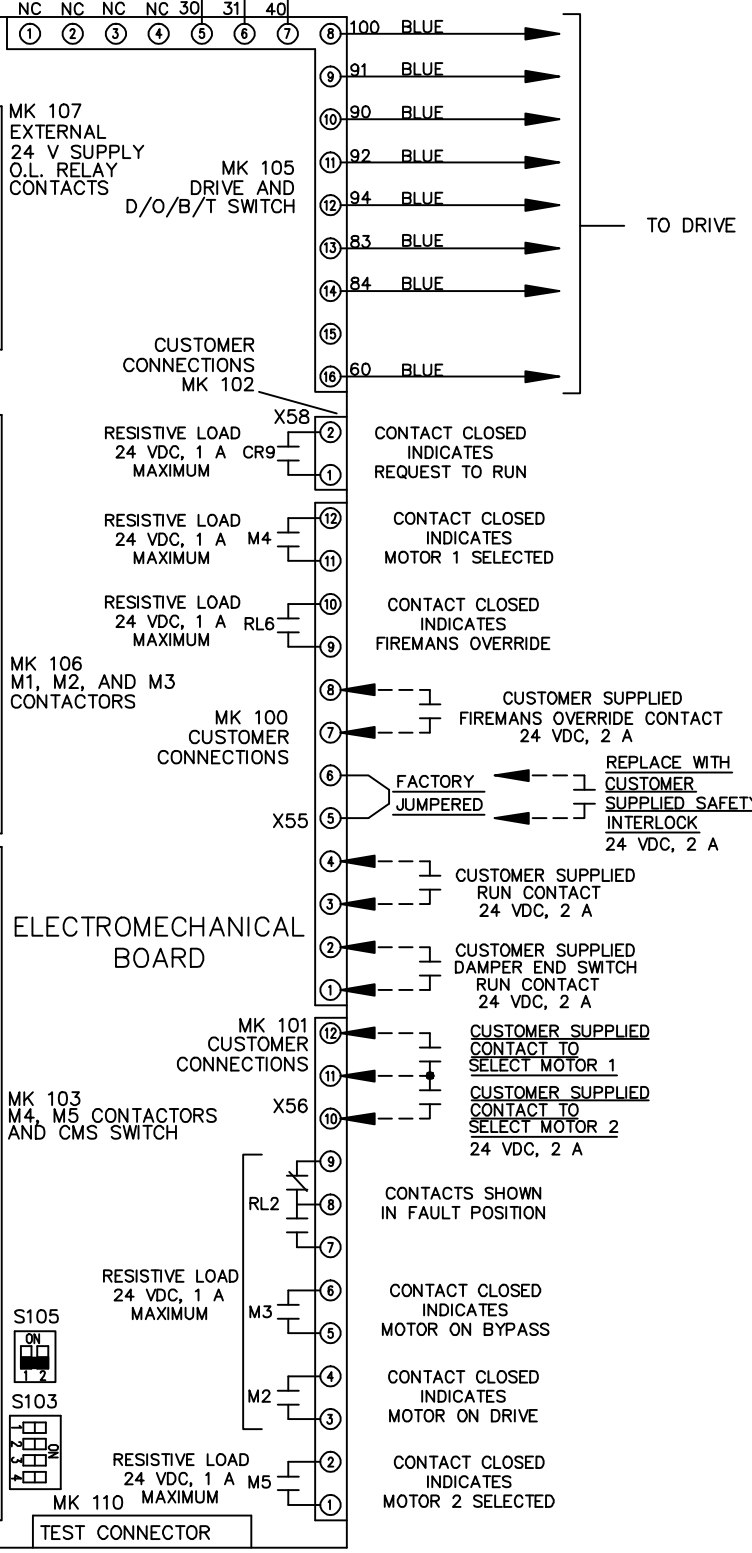 NC NC NC NC 30 31 40
1 2 3 4 5 6 7 8 100 BLUE
9 91 BLUE
10 90 BLUE
11 92 BLUE
12 94 BLUE
13 83 BLUE
14 84 BLUE
15
16 60 BLUE
TO DRIVE
MK 107
EXTERNAL
24 V SUPPLY
O.L. RELAY
CONTACTS
MK 105
DRIVE AND
D/O/B/T SWITCH
CUSTOMER
CONNECTIONS
MK 102
X58
RESISTIVE LOAD
24 VDC, 1 A
MAXIMUM
CR9
2
1
CONTACT CLOSED
INDICATES
REQUEST TO RUN
RESISTIVE LOAD
24 VDC, 1 A
MAXIMUM
M4
12
11
CONTACT CLOSED
INDICATES
MOTOR 1 SELECTED
RESISTIVE LOAD
24 VDC, 1 A
MAXIMUM
RL6
10
9
CONTACT CLOSED
INDICATES
FIREMANS OVERRIDE
MK 106
M1, M2, AND M3
CONTACTORS
MK 100
CUSTOMER
CONNECTIONS
8
7
CUSTOMER SUPPLIED
FIREMANS OVERRIDE CONTACT
24 VDC, 2 A
X55
6
5
FACTORY
JUMPERED
REPLACE WITH
CUSTOMER
SUPPLIED SAFETY
INTERLOCK
24 VDC, 2 A
4
3
CUSTOMER SUPPLIED
RUN CONTACT
24 VDC, 2 A
ELECTROMECHANICAL
BOARD
2
1
CUSTOMER SUPPLIED
DAMPER END SWITCH
RUN CONTACT
24 VDC, 2 A
MK 101
CUSTOMER
CONNECTIONS
X56
12
11
10
CUSTOMER SUPPLIED
CONTACT TO
SELECT MOTOR 1
CUSTOMER SUPPLIED
CONTACT TO
SELECT MOTOR 2
24 VDC, 2 A
MK 103
M4, M5 CONTACTORS
AND CMS SWITCH
RL2
9
8
7
CONTACTS SHOWN
IN FAULT POSITION
RESISTIVE LOAD
24 VDC, 1 A
MAXIMUM
M3
6
5
CONTACT CLOSED
INDICATES
MOTOR ON BYPASS
S105
ON
1 2
M2
4
3
CONTACT CLOSED
INDICATES
MOTOR ON DRIVE
S103
1
2
3
4
ON
RESISTIVE LOAD
24 VDC, 1 A
MAXIMUM
M5
2
1
CONTACT CLOSED
INDICATES
MOTOR 2 SELECTED
MK 110
TEST CONNECTOR